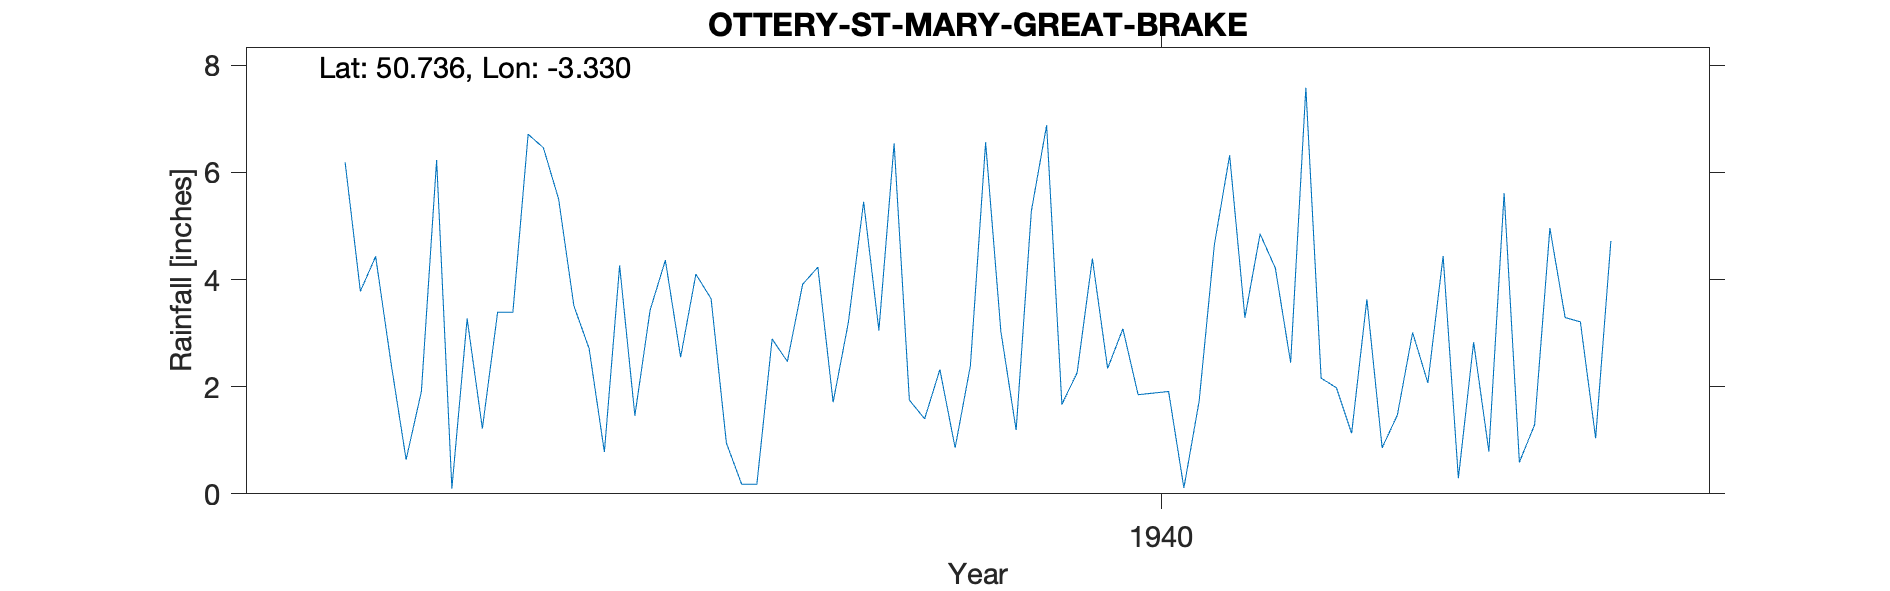 OTTERY-ST-MARY-GREAT-BRAKE
Lat: 50.736, Lon: -3.330
8
6
4
2
0
Rainfall [inches]
1940
Year